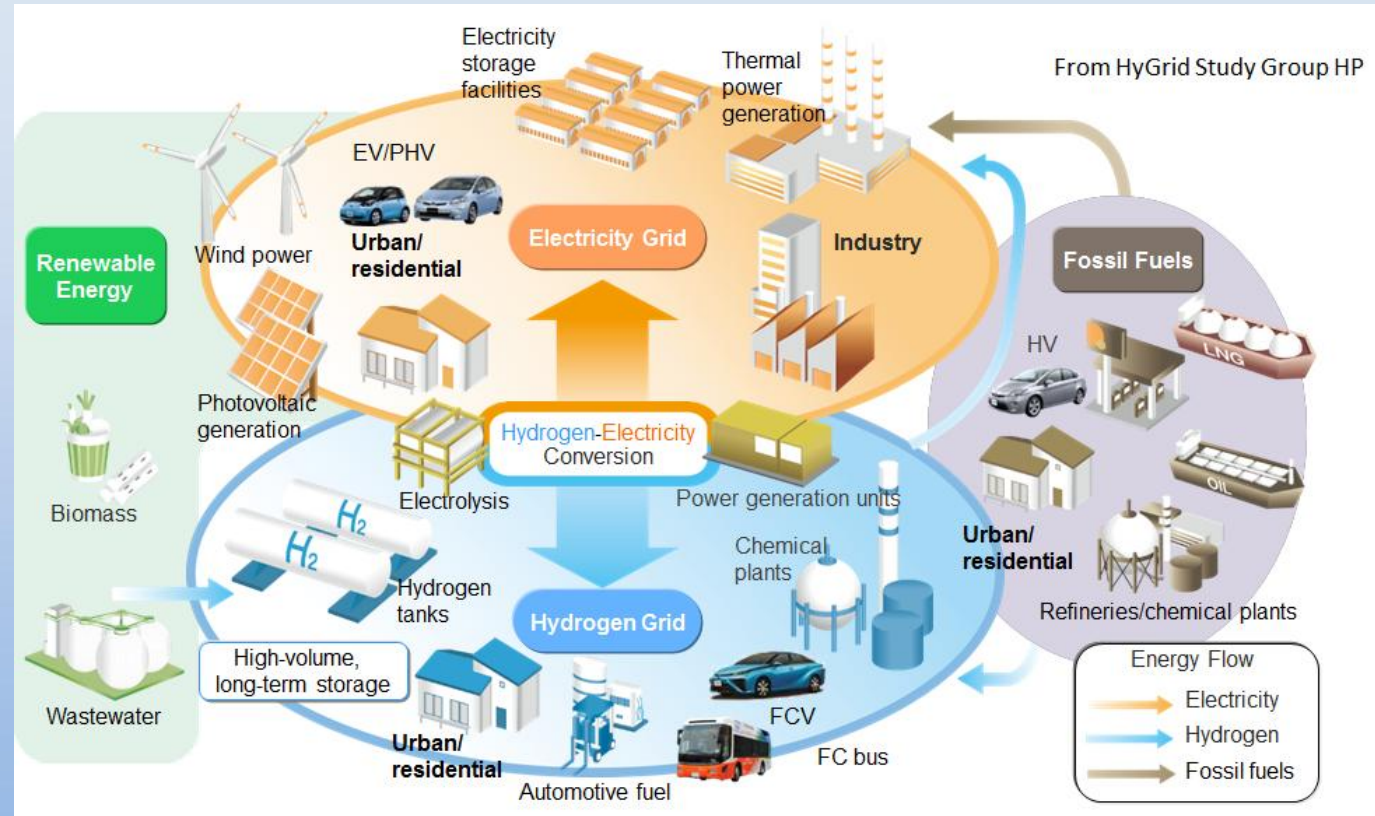 Electricity
storage
facilities
Thermal
power
generation
From HyGrid Study Group HP
EV/PHV
Wind power
Urban/
residential
Electricity Grid
Industry
Renewable
Energy
Fossil Fuels
LNG
HV
Photovoltaic
generation
Hydrogen-Electricity
Conversion
Electrolysis
Power generation units
OIL
Biomass
H2
H2
Hydrogen
tanks
Chemical
plants
Urban/
residential
Refineries/chemical plants
Hydrogen Grid
High-volume,
long-term storage
Wastewater
Urban/
residential
Automotive fuel
FCV
FC bus
Energy Flow
Electricity
Hydrogen
Fossil fuels